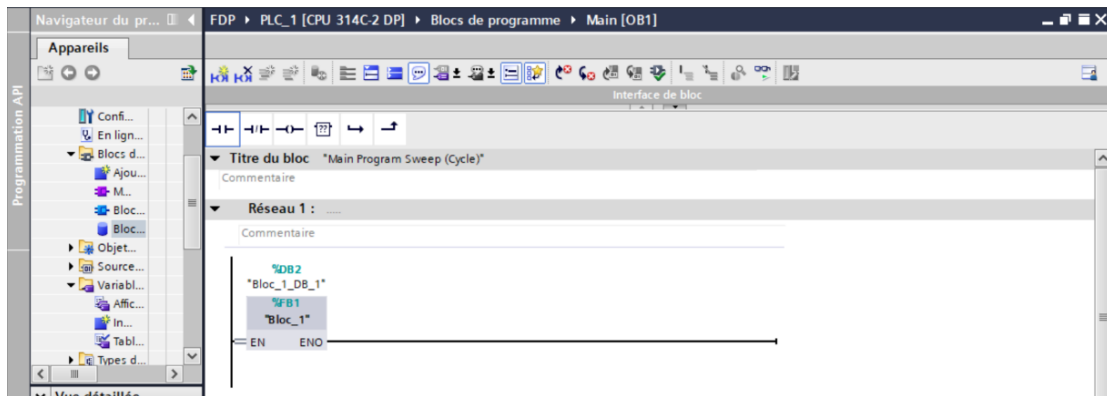 Navigateur du pr...
FDP ▸ PLC_1 [CPU 314C-2 DP] ▸ Blocs de programme ▸ Main [OB1]
Appareils
Programmation API
Interface de bloc
Confi...
En lign...
Blocs d...
Ajou...
M...
Bloc...
Bloc...
Objet...
Source...
Variabl...
Affic...
In...
Tabl...
Types d...
Vue détaillée
Titre du bloc "Main Program Sweep (Cycle)"
Commentaire
Réseau 1 : ......
Commentaire
%DB2
"Bloc_1_DB_1"
%FB1
"Bloc_1"
EN ENO